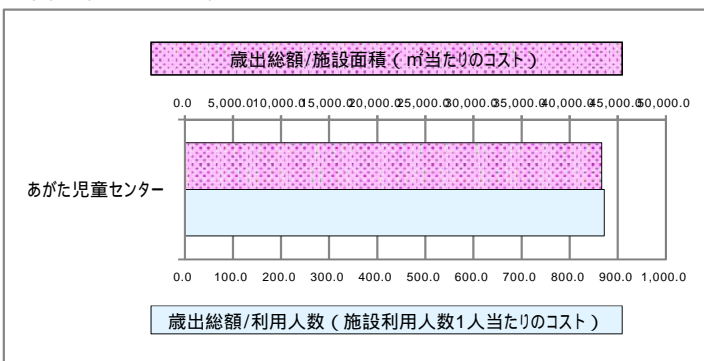 歳出総額/施設面積（㎡当たりのコスト）
0.0 5,000.0 10,000.0 15,000.0 20,000.0 25,000.0 30,000.0 35,000.0 40,000.0 45,000.0 50,000.0
あがた児童センター
0.0 100.0 200.0 300.0 400.0 500.0 600.0 700.0 800.0 900.0 1,000.0
歳出総額/利用人数（施設利用人数1人当たりのコスト）